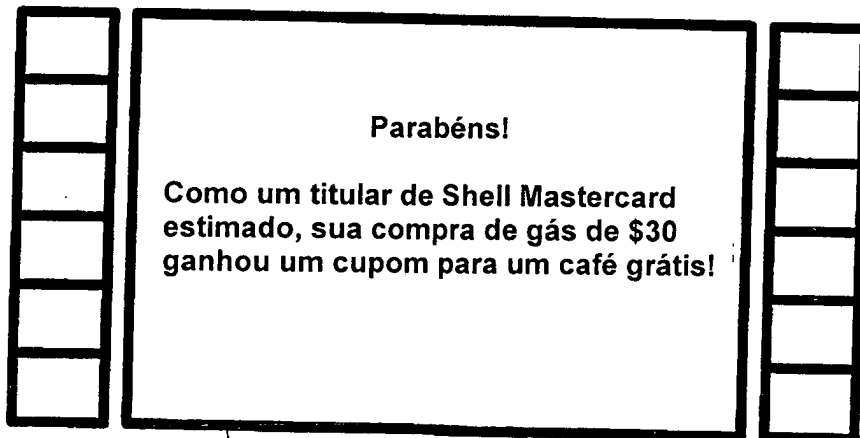 Parabéns!
Como um titular de Shell Mastercard
estimado, sua compra de gás de $30
ganhou um cupom para um café grátis!